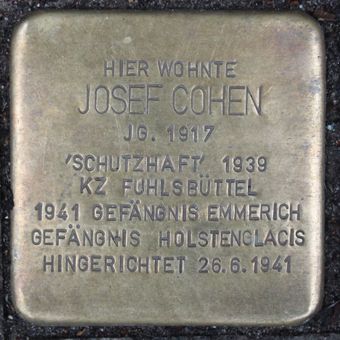 HIER WOHNTE
JOSEF COHEN
JG. 1917
'SCHUTZHAFT' 1939
KZ FUHLSBÜTTEL
1941 GEFÄNGNIS EMMERICH
GEFÄNGNIS HOLSTENGLACIS
HINGERICHTET 26.6.1941